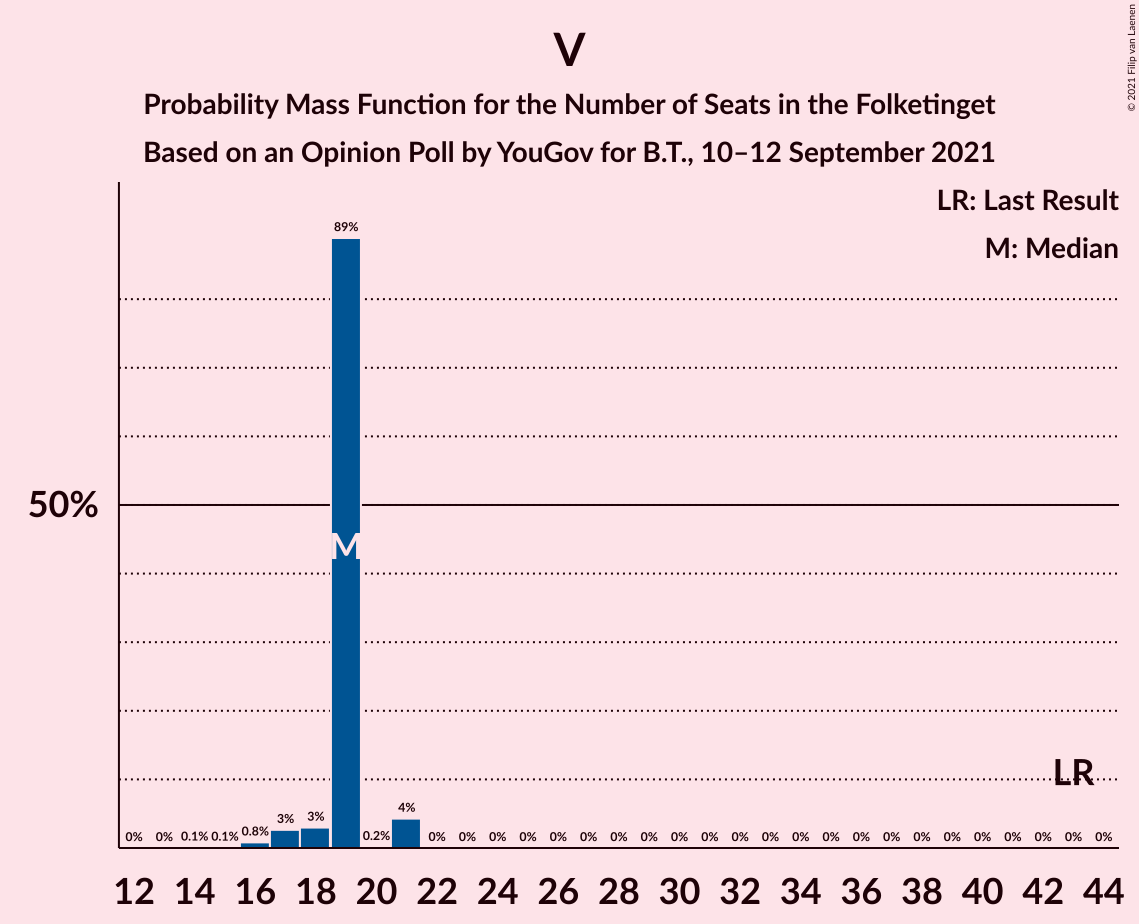 V
Probability Mass Function for the Number of Seats in the Folketinget
Based on an Opinion Poll by YouGov for B.T., 10–12 September 2021
© 2021 Filip van Laenen
LR: Last Result
M: Median
89%
50%
M
LR
0% 0% 0.1% 0.1% 0.8% 3% 3% 0.2% 4% 0% 0% 0% 0% 0% 0% 0% 0% 0% 0% 0% 0% 0% 0% 0% 0% 0% 0% 0% 0% 0% 0% 0%
12 14 16 18 20 22 24 26 28 30 32 34 36 38 40 42 44